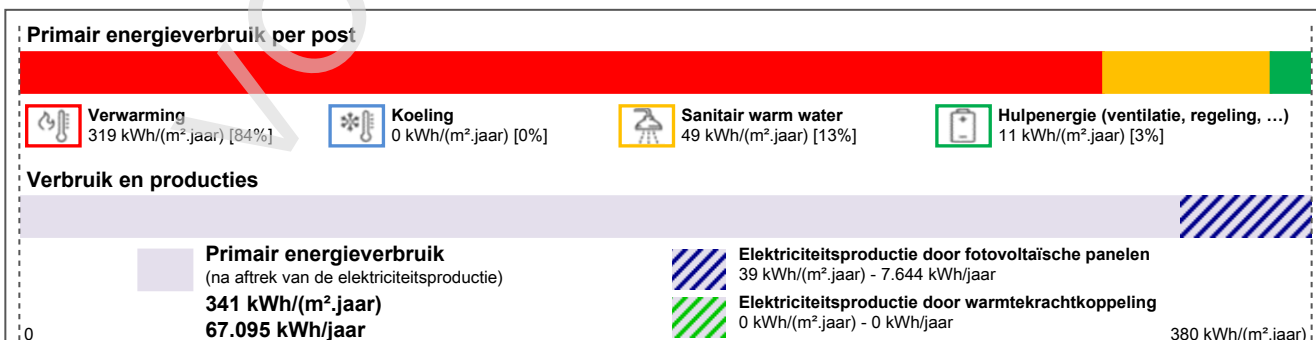 Primair energieverbruik per post
Verwarming
319 kWh/(m².jaar) [84%]
Koeling
0 kWh/(m².jaar) [0%]
Sanitair warm water
49 kWh/(m².jaar) [13%]
Hulpenergie (ventilatie, regeling, …)
11 kWh/(m².jaar) [3%]
Verbruik en producties
Primair energieverbruik
(na aftrek van de elektriciteitsproductie)
341 kWh/(m².jaar)
67.095 kWh/jaar
Elektriciteitsproductie door fotovoltaïsche panelen
39 kWh/(m².jaar) - 7.644 kWh/jaar
Elektriciteitsproductie door warmtekrachtkoppeling
0 kWh/(m².jaar) - 0 kWh/jaar
0
380 kWh/(m².jaar)